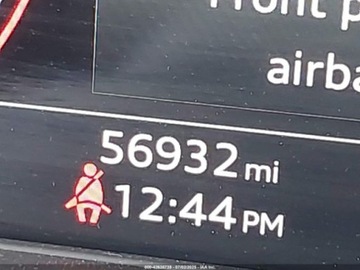 Front p
airba
56932 mi
12:44 PM